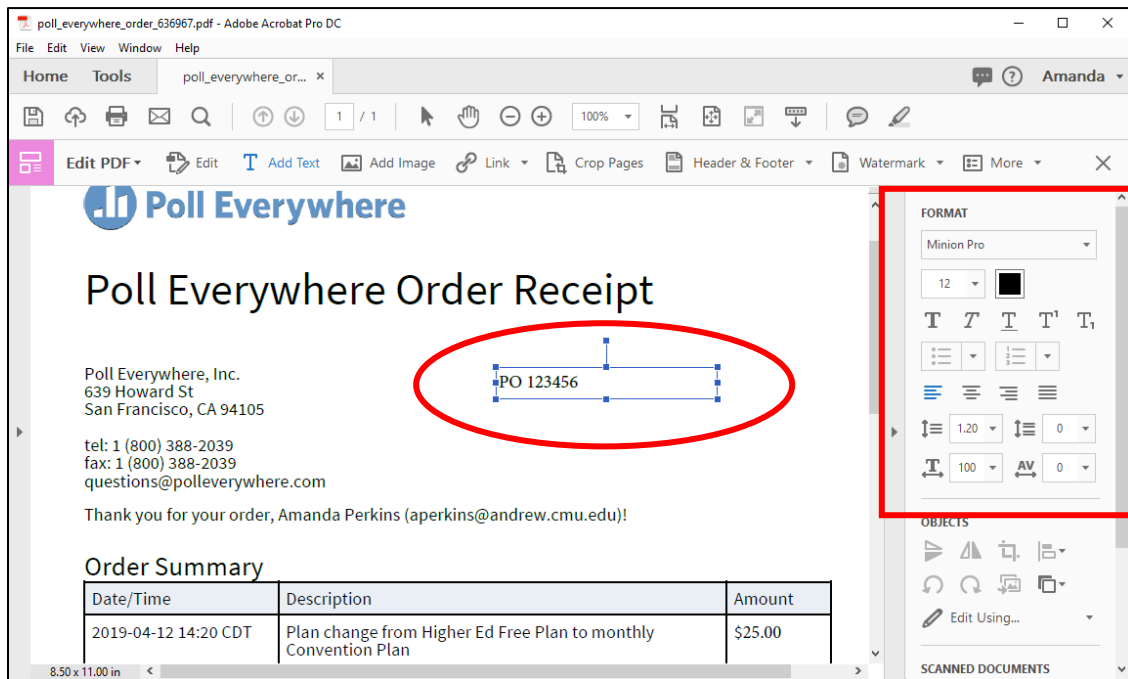 poll_everywhere_order_636967.pdf - Adobe Acrobat Pro DC
File Edit View Window Help
Home Tools poll_everywhere_or... × Amanda
1 / 1 100%
Edit PDF Edit Add Text Add Image Link Crop Pages Header & Footer Watermark More
Poll Everywhere
Poll Everywhere Order Receipt
Poll Everywhere, Inc.
639 Howard St
San Francisco, CA 94105
PO 123456
tel: 1 (800) 388-2039
fax: 1 (800) 388-2039
questions@polleverywhere.com
Thank you for your order, Amanda Perkins (aperkins@andrew.cmu.edu)!
Order Summary
Date/Time Description Amount
2019-04-12 14:20 CDT Plan change from Higher Ed Free Plan to monthly $25.00
Convention Plan
8.50 x 11.00 in
FORMAT
Minion Pro
12
1.20 0
100 0
OBJECTS
Edit Using...
SCANNED DOCUMENTS